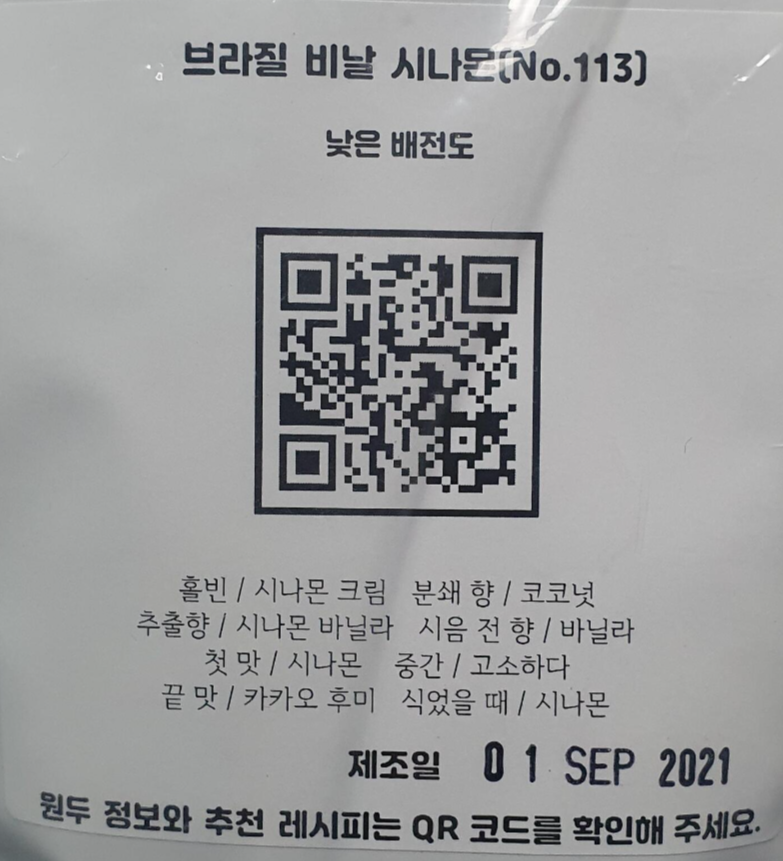 브라질 비날 시나몬(No.113)
낮은 배전도
홀빈 / 시나몬 크림 분쇄 향 / 코코넛
추출향 / 시나몬 바닐라 시음 전 향 / 바닐라
첫 맛 / 시나몬 중간 / 고소하다
끝 맛 / 카카오 후미 식었을 때 / 시나몬
제조일 01 SEP 2021
원두 정보와 추천 레시피는 QR 코드를 확인해 주세요.